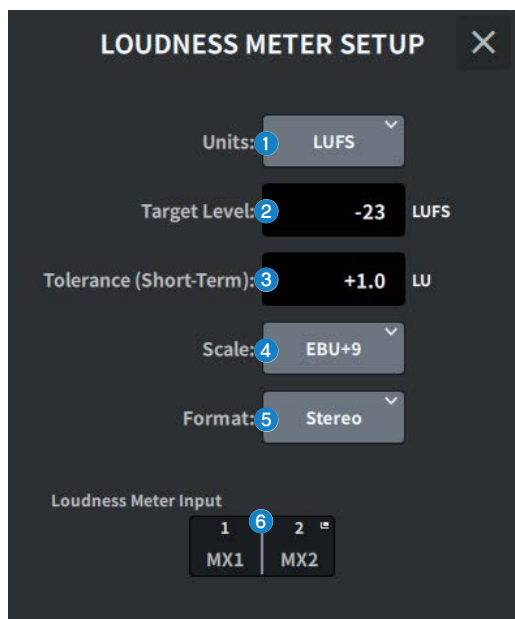 LOUDNESS METER SETUP ×
Units: 1 LUFS
Target Level: 2 -23 LUFS
Tolerance (Short-Term): 3 +1.0 LU
Scale: 4 EBU+9
Format: 5 Stereo
Loudness Meter Input
1 6 2
MX1 MX2